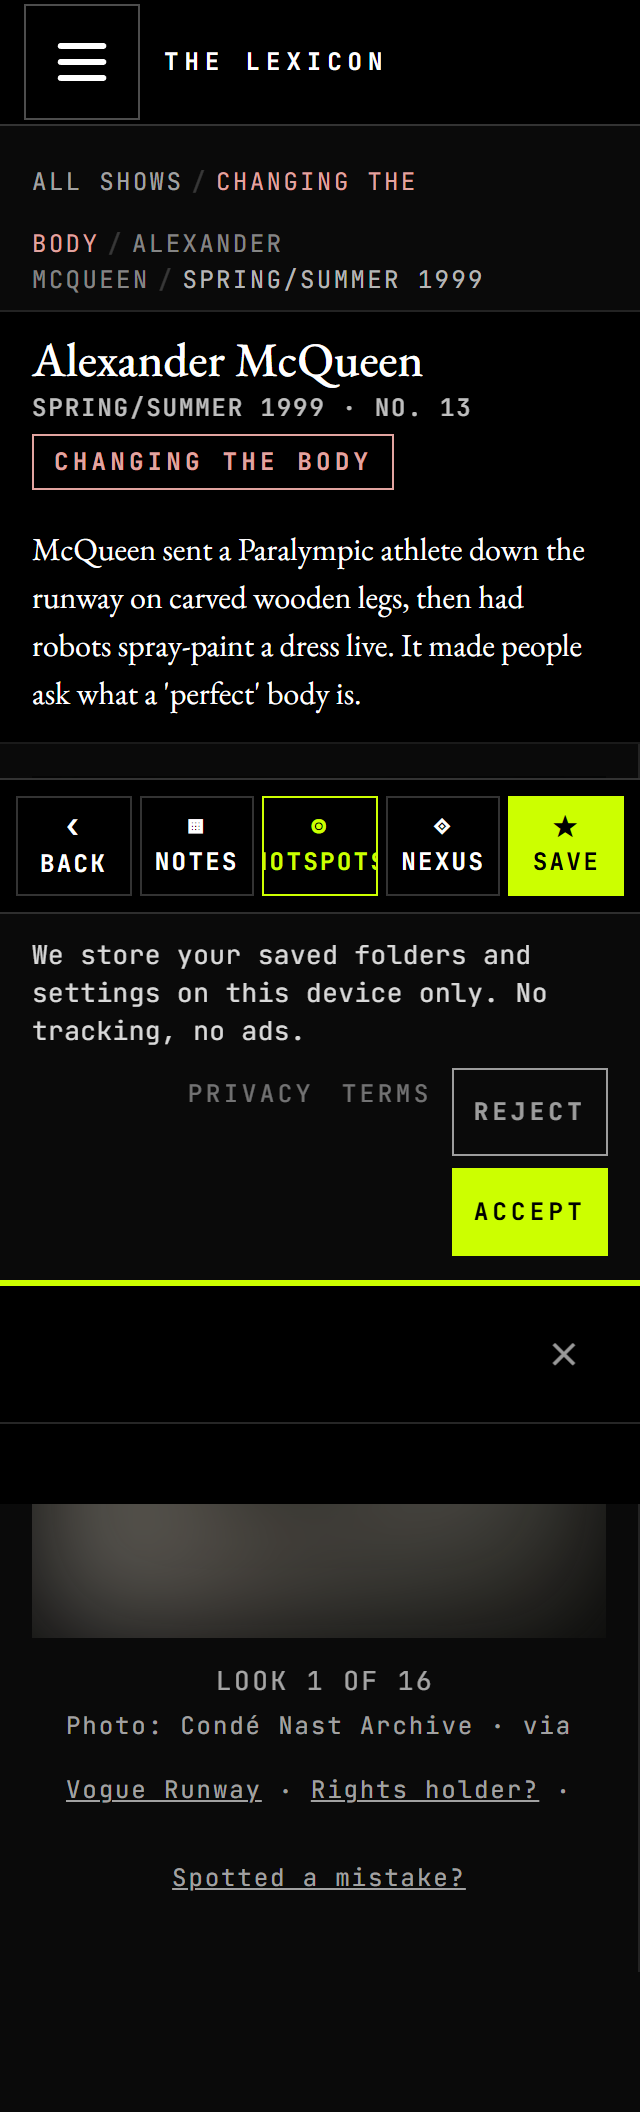 THE LEXICON
ALL SHOWS / CHANGING THE
BODY / ALEXANDER
MCQUEEN / SPRING/SUMMER 1999
Alexander McQueen
SPRING/SUMMER 1999 · NO. 13
CHANGING THE BODY
McQueen sent a Paralympic athlete down the
runway on carved wooden legs, then had
robots spray-paint a dress live. It made people
ask what a 'perfect' body is.
BACK NOTES HOTSPOTS NEXUS SAVE
We store your saved folders and
settings on this device only. No
tracking, no ads.
PRIVACY TERMS REJECT
ACCEPT
LOOK 1 OF 16
Photo: Condé Nast Archive · via
Vogue Runway · Rights holder? ·
Spotted a mistake?